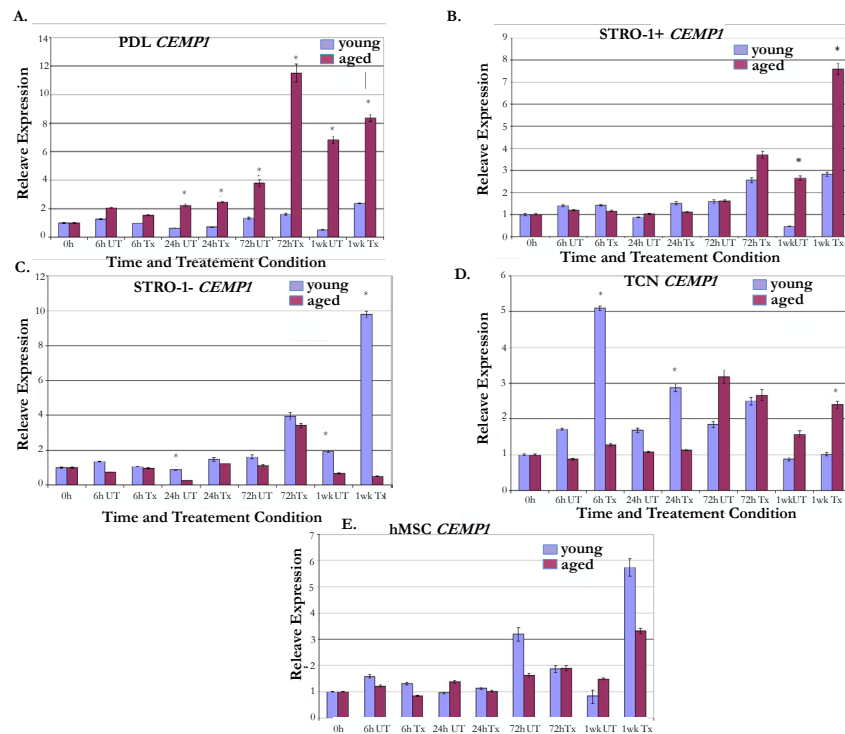 A.
PDL CEMP1
young
aged
Releave Expression
14
12
10
8
6
4
2
0
* * * * * *
0h 6h UT 6h Tx 24h UT 24h Tx 72h UT 72h Tx 1wk UT 1wk Tx
Time and Treatement Condition
B.
STRO-1+ CEMP1
young
aged
Releave Expression
9
8
7
6
5
4
3
2
1
0
* *
0h 6h UT 6h Tx 24h UT 24h Tx 72h UT 72h Tx 1wkUT 1wk Tx
Time and Treatement Condition
C.
STRO-1- CEMP1
young
aged
Releave Expression
12
10
8
6
4
2
0
* * *
0h 6h UT 6h Tx 24h UT 24h Tx 72h UT 72h Tx 1wk UT 1wk Tx
Time and Treatement Condition
D.
TCN CEMP1
young
aged
Releave Expression
6
5
4
3
2
1
0
* * *
0h 6h UT 6h Tx 24h UT 24h Tx 72h UT 72h Tx 1wkUT 1wk Tx
Time and Treatement Condition
E.
hMSC CEMP1
young
aged
Releave Expression
7
6
5
4
3
2
1
0
0h 6h UT 6h Tx 24h UT 24h Tx 72h UT 72h Tx 1wk UT 1wk Tx